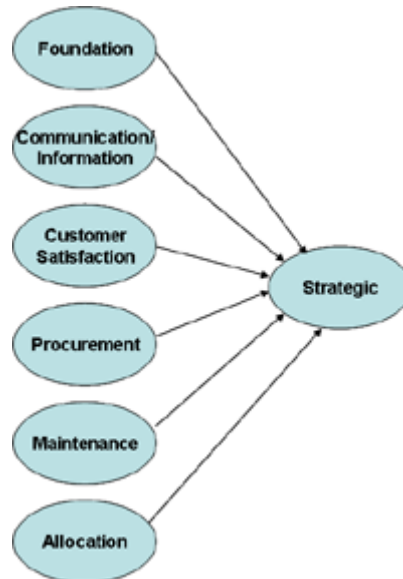 Foundation
Communication/
Information
Customer
Satisfaction
Strategic
Procurement
Maintenance
Allocation